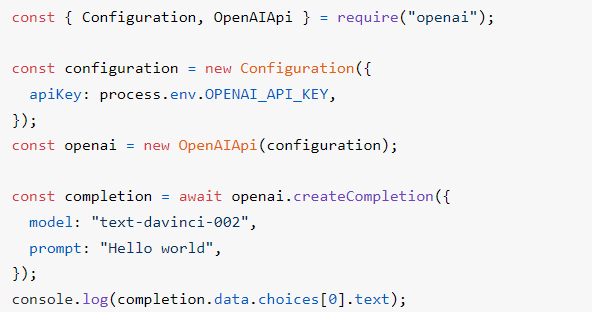 const { Configuration, OpenAIApi } = require("openai");
const configuration = new Configuration({
  apiKey: process.env.OPENAI_API_KEY,
});
const openai = new OpenAIApi(configuration);
const completion = await openai.createCompletion({
  model: "text-davinci-002",
  prompt: "Hello world",
});
console.log(completion.data.choices[0].text);